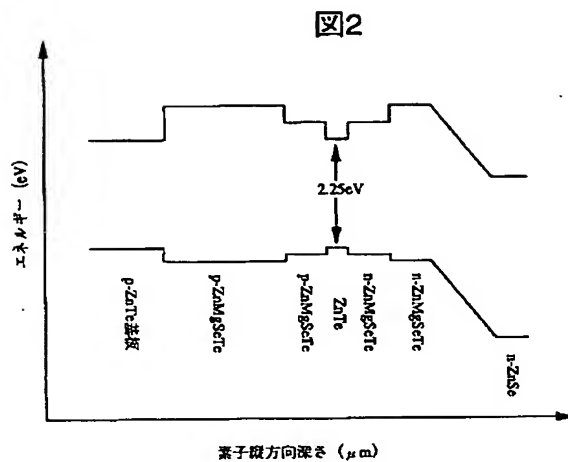 図2
エネルギー (eV)
2.25eV
p-ZnTe基板
p-ZnMgSeTe
p-ZnMgSeTe
ZnTe
n-ZnMgSeTe
n-ZnMgSeTe
n-ZnSe
素子縦方向深さ (μm)